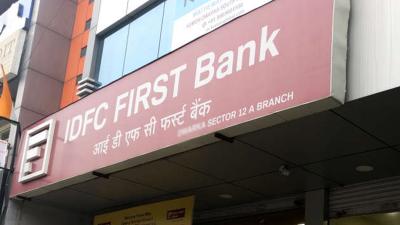 IDFC FIRST Bank
आई डी एफ सी फर्स्ट बैंक
DWARKA SECTOR 12 A BRANCH